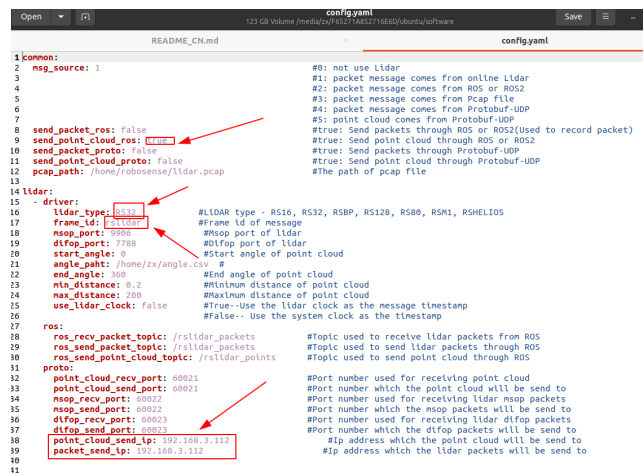 Open
config.yaml
123 GB Volume /media/zx/F65271A852716E6D/ubuntu/software
Save
README_CN.md
config.yaml
1 common:
2 msg_source: 1 #0: not use Lidar
3 #1: packet message comes from online Lidar
4 #2: packet message comes from ROS or ROS2
5 #3: packet message comes from Pcap file
6 #4: packet message comes from Protobuf-UDP
7 #5: point cloud comes from Protobuf-UDP
8 send_packet_ros: false #true: Send packets through ROS or ROS2(Used to record packet)
9 send_point_cloud_ros: true #true: Send point cloud through ROS or ROS2
10 send_packet_proto: false #true: Send packets through Protobuf-UDP
11 send_point_cloud_proto: false #true: Send point cloud through Protobuf-UDP
12 pcap_path: /home/robosense/lidar.pcap #The path of pcap file
13
14 lidar:
15 - driver:
16 lidar_type: RS32 #LiDAR type - RS16, RS32, RSBP, RS128, RS80, RSM1, RSHELIOS
17 frame_id: rslidar #Frame id of message
18 msop_port: 9906 #Msop port of lidar
19 difop_port: 7788 #Difop port of lidar
20 start_angle: 0 #Start angle of point cloud
21 angle_paht: /home/zx/angle.csv #
22 end_angle: 360 #End angle of point cloud
23 min_distance: 0.2 #Minimum distance of point cloud
24 max_distance: 200 #Maximum distance of point cloud
25 use_lidar_clock: false #True--Use the lidar clock as the message timestamp
26 #False-- Use the system clock as the timestamp
27 ros:
28 ros_recv_packet_topic: /rslidar_packets #Topic used to receive lidar packets from ROS
29 ros_send_packet_topic: /rslidar_packets #Topic used to send lidar packets through ROS
30 ros_send_point_cloud_topic: /rslidar_points #Topic used to send point cloud through ROS
31 proto:
32 point_cloud_recv_port: 60021 #Port number used for receiving point cloud
33 point_cloud_send_port: 60021 #Port number which the point cloud will be send to
34 msop_recv_port: 60022 #Port number used for receiving lidar msop packets
35 msop_send_port: 60022 #Port number which the msop packets will be send to
36 difop_recv_port: 60023 #Port number used for receiving lidar difop packets
37 difop_send_port: 60023 #Port number which the difop packets will be send to
38 point_cloud_send_ip: 192.168.3.112 #Ip address which the point cloud will be send to
39 packet_send_ip: 192.168.3.112 #Ip address which the lidar packets will be send to
40
41